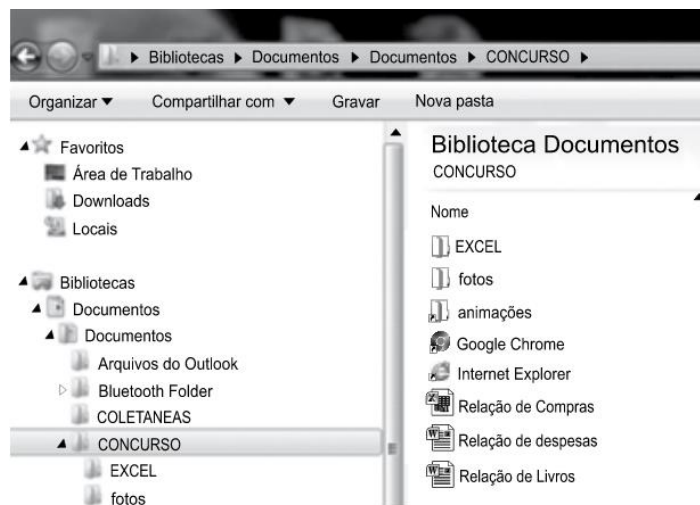 Bibliotecas Documentos Documentos CONCURSO
Organizar Compartilhar com Gravar Nova pasta
Favoritos
Área de Trabalho
Downloads
Locais
Bibliotecas
Documentos
Documentos
Arquivos do Outlook
Bluetooth Folder
COLETANEAS
CONCURSO
EXCEL
fotos
Biblioteca Documentos
CONCURSO
Nome
EXCEL
fotos
animações
Google Chrome
Internet Explorer
Relação de Compras
Relação de despesas
Relação de Livros